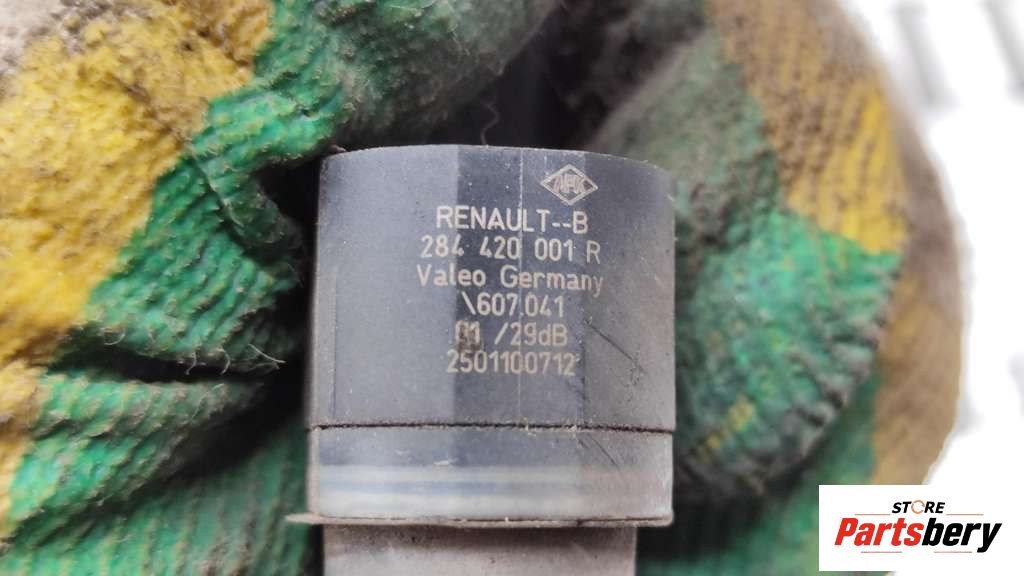 RENAULT--B
284 420 001 R
Valeo Germany
\607.041
01 /29dB
2501100712
STORE
Partsbery